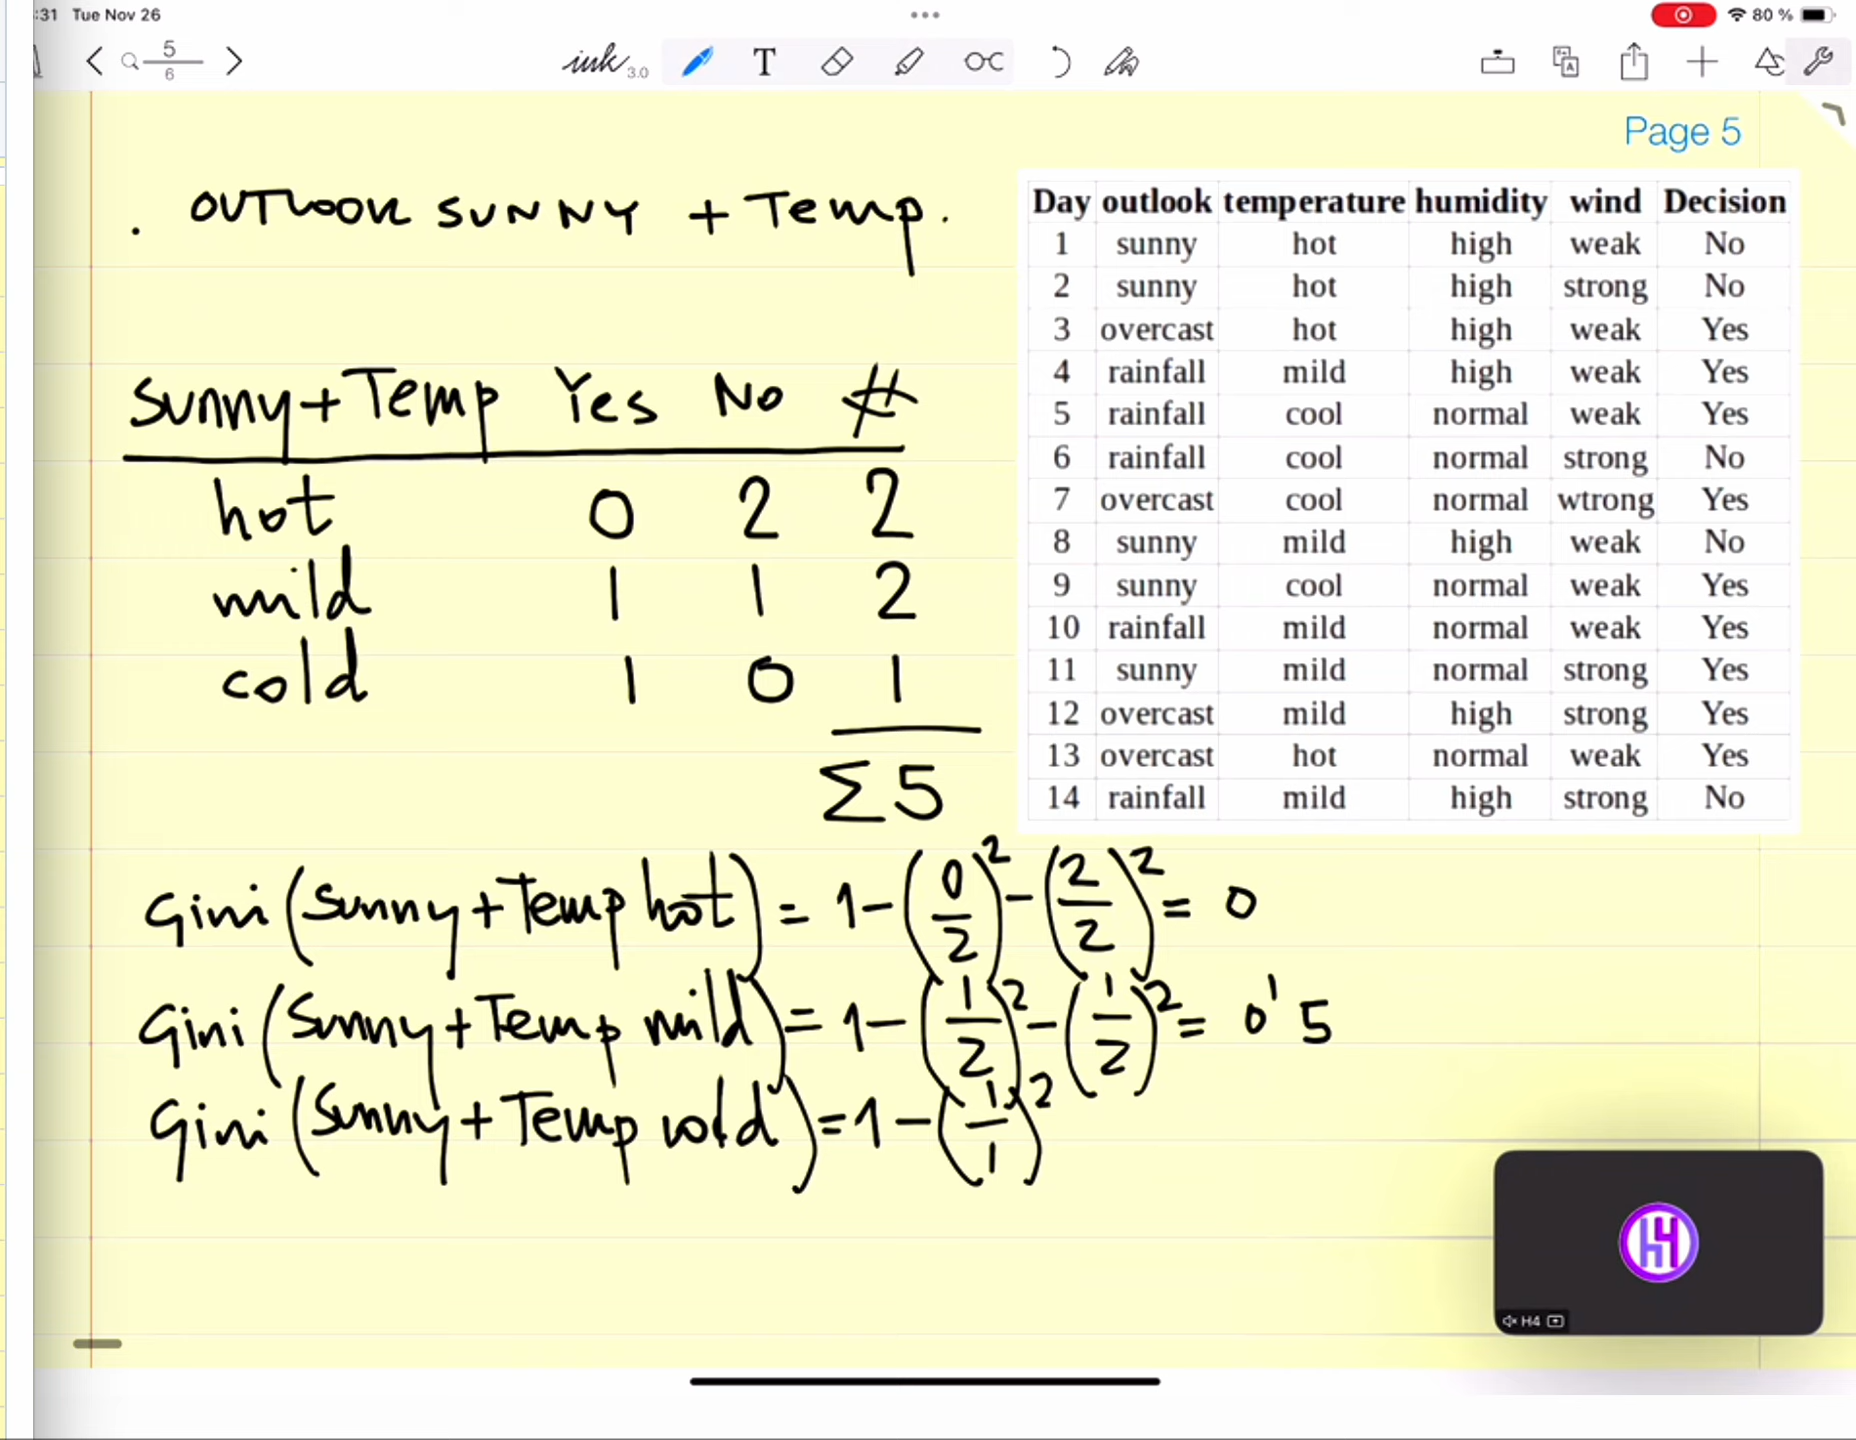 :31 Tue Nov 26
80 %
5
6
ink 3.0
T
Page 5
. OUTLOOK SUNNY + Temp.
Sunny+Temp Yes No #
hot 0 2 2
mild 1 1 2
cold 1 0 1
Σ 5
Day outlook temperature humidity wind Decision
1 sunny hot high weak No
2 sunny hot high strong No
3 overcast hot high weak Yes
4 rainfall mild high weak Yes
5 rainfall cool normal weak Yes
6 rainfall cool normal strong No
7 overcast cool normal wtrong Yes
8 sunny mild high weak No
9 sunny cool normal weak Yes
10 rainfall mild normal weak Yes
11 sunny mild normal strong Yes
12 overcast mild high strong Yes
13 overcast hot normal weak Yes
14 rainfall mild high strong No
Gini (Sunny+Temp hot) = 1-(0/2)²-(2/2)² = 0
Gini (Sunny+Temp mild) = 1-(1/2)²-(1/2)² = 0'5
Gini (Sunny+Temp cold) = 1-(1/1)²
H4